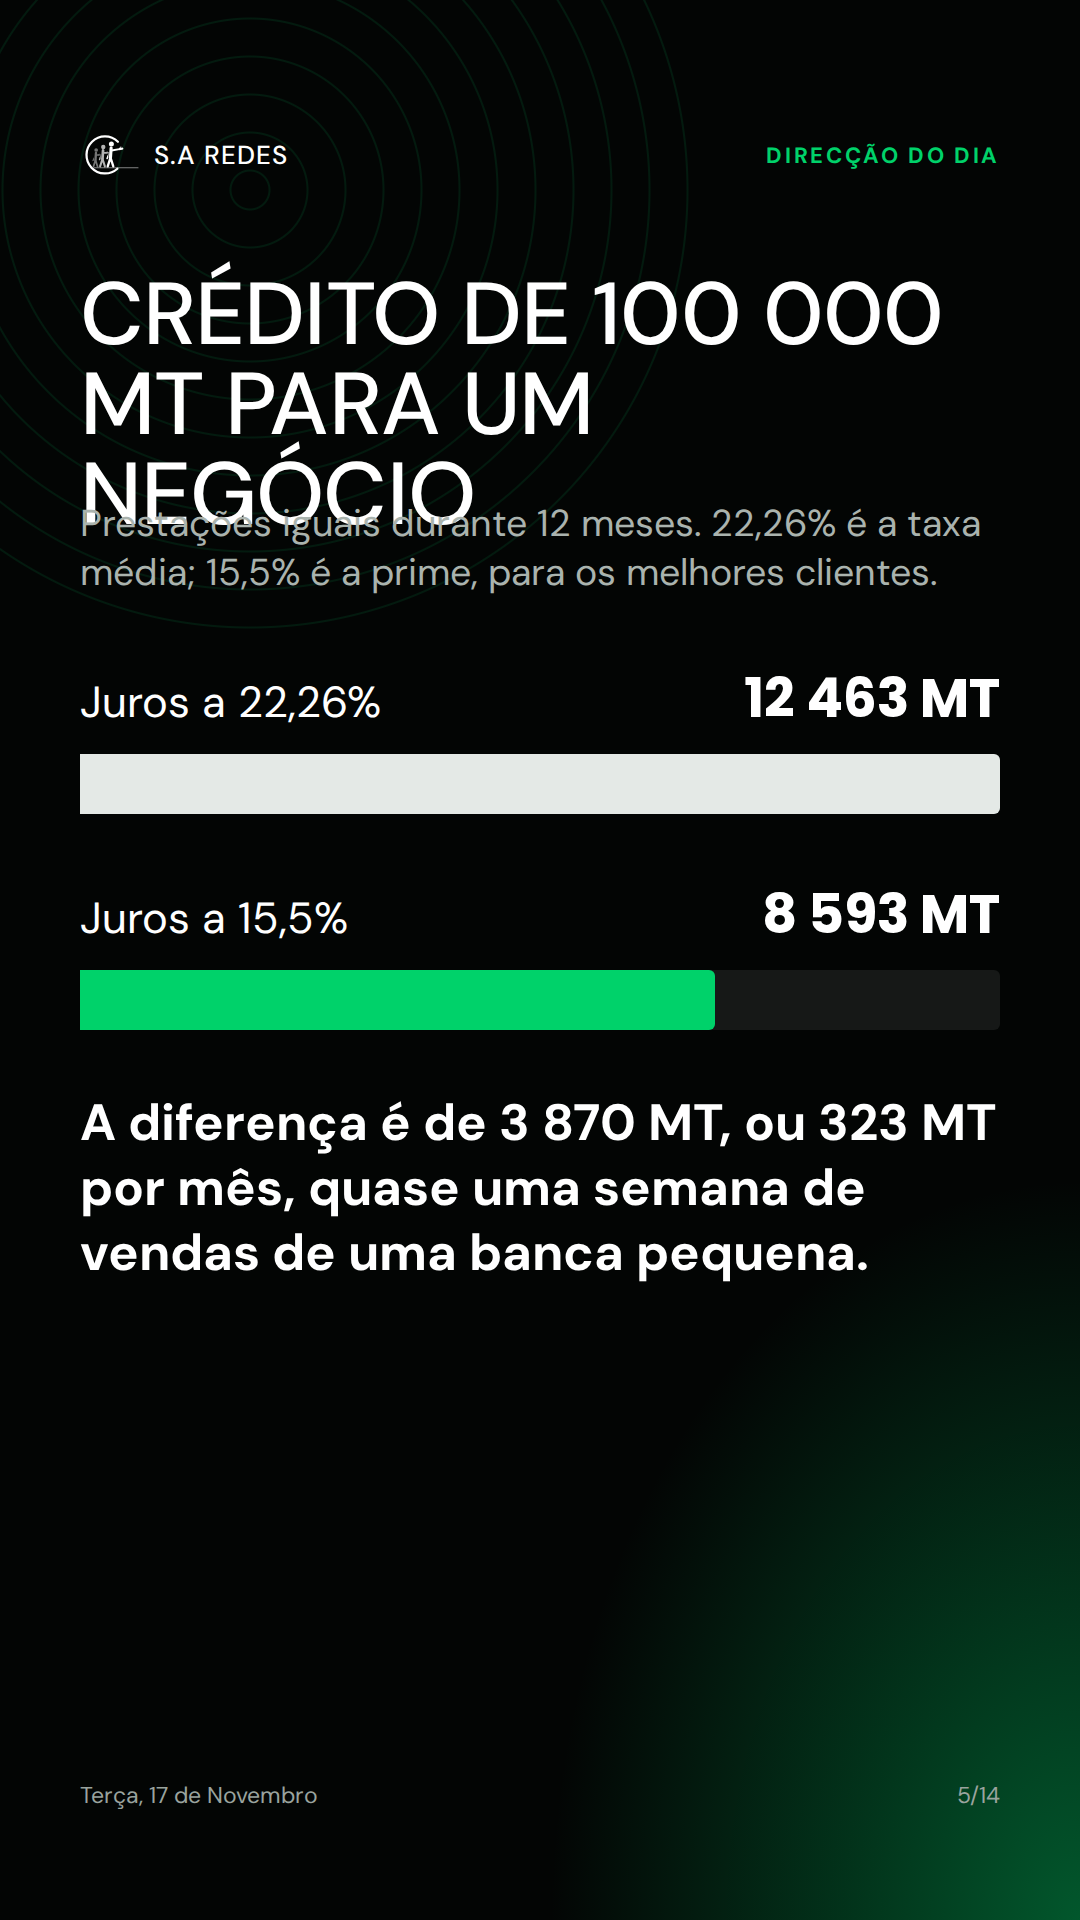 S.A REDES
DIRECÇÃO DO DIA
CRÉDITO DE 100 000
MT PARA UM
NEGÓCIO
Prestações iguais durante 12 meses. 22,26% é a taxa
média; 15,5% é a prime, para os melhores clientes.
Juros a 22,26%
12 463 MT
Juros a 15,5%
8 593 MT
A diferença é de 3 870 MT, ou 323 MT
por mês, quase uma semana de
vendas de uma banca pequena.
Terça, 17 de Novembro
5/14